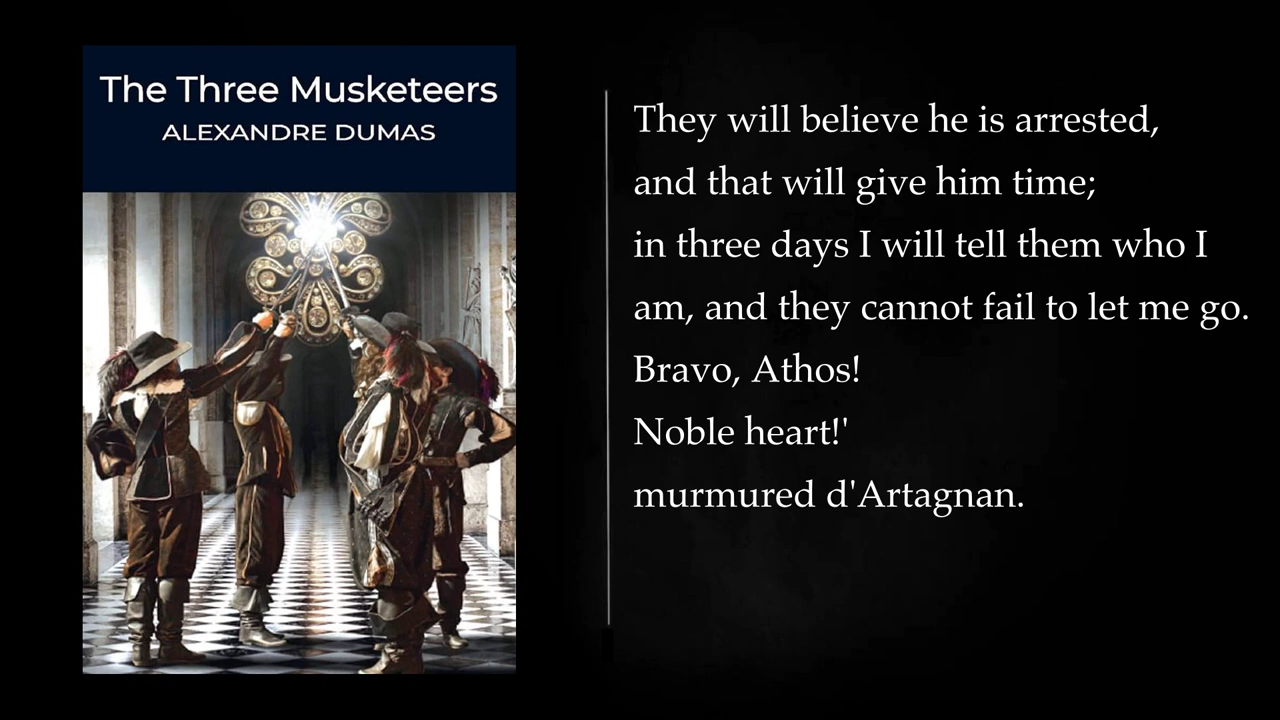 The Three Musketeers
ALEXANDRE DUMAS
They will believe he is arrested,
and that will give him time;
in three days I will tell them who I
am, and they cannot fail to let me go.
Bravo, Athos!
Noble heart!'
murmured d'Artagnan.